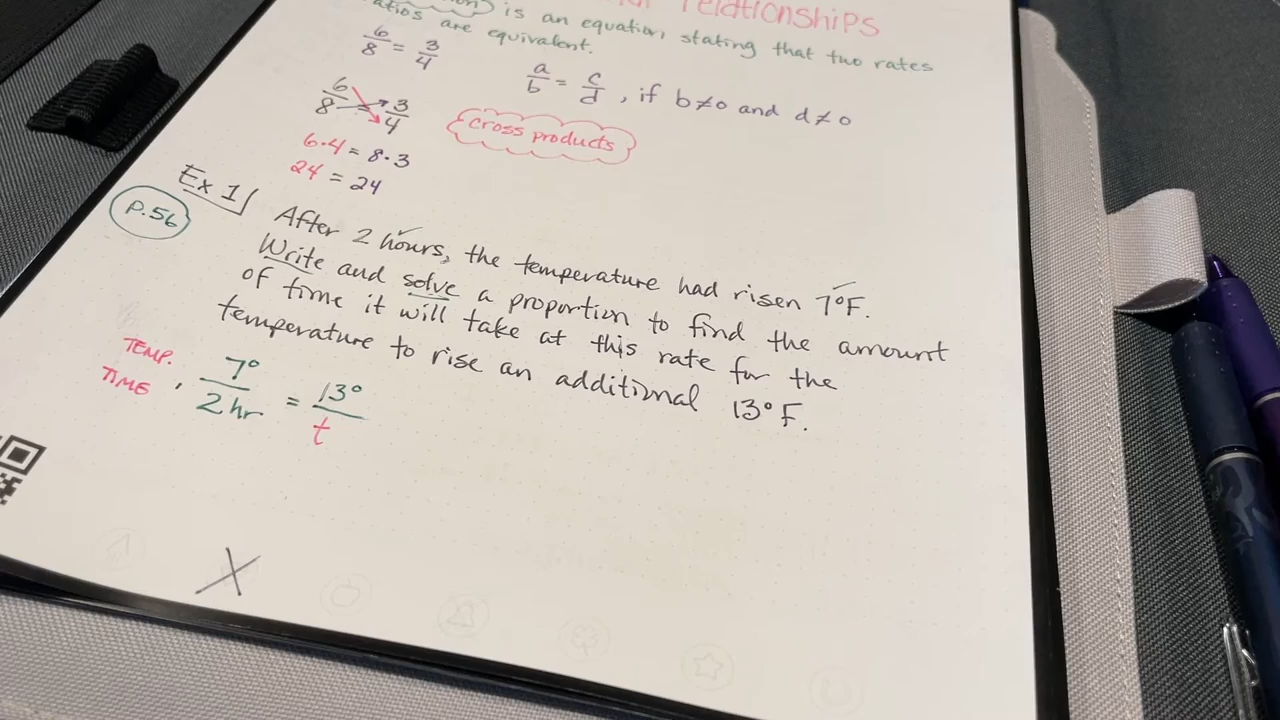 relationships
is an equation stating that two rates
ratios are equivalent.
6/8 = 3/4
a/b = c/d , if b≠0 and d≠0
6/8 = 3/4
cross products
6·4 = 8·3
24 = 24
Ex 1
p.56
After 2 hours, the temperature had risen 7°F.
Write and solve a proportion to find the amount
of time it will take at this rate for the
temperature to rise an additional 13°F.
TEMP.
TIME
7°/2 hr = 13°/t
X